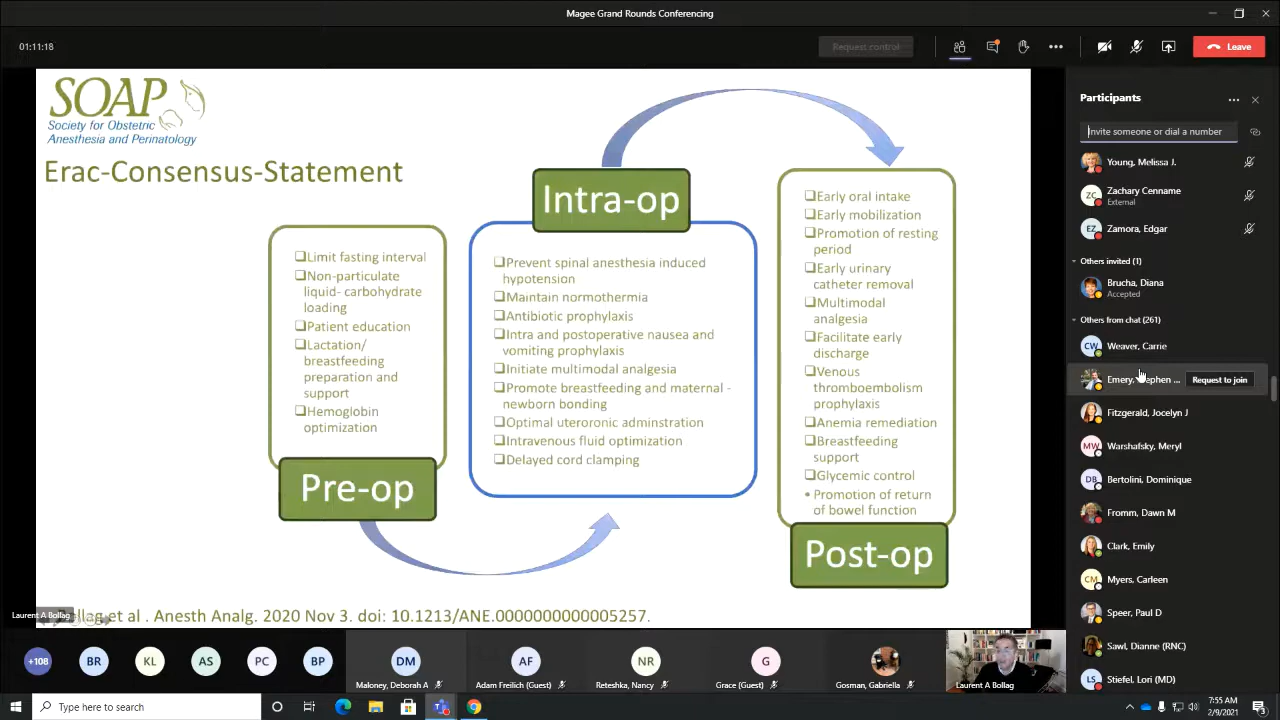 Magee Grand Rounds Conferencing
01:11:18
Request control
Leave
SOAP
Society for Obstetric
Anesthesia and Perinatology
Erac-Consensus-Statement
Limit fasting interval
Non-particulate
liquid- carbohydrate
loading
Patient education
Lactation/
breastfeeding
preparation and
support
Hemoglobin
optimization
Pre-op
Intra-op
Prevent spinal anesthesia induced
hypotension
Maintain normothermia
Antibiotic prophylaxis
Intra and postoperative nausea and
vomiting prophylaxis
Initiate multimodal analgesia
Promote breastfeeding and maternal -
newborn bonding
Optimal uteroronic adminstration
Intravenous fluid optimization
Delayed cord clamping
Early oral intake
Early mobilization
Promotion of resting
period
Early urinary
catheter removal
Multimodal
analgesia
Facilitate early
discharge
Venous
thromboembolism
prophylaxis
Anemia remediation
Breastfeeding
support
Glycemic control
• Promotion of return
of bowel function
Post-op
et al . Anesth Analg. 2020 Nov 3. doi: 10.1213/ANE.0000000000005257.
Laurent A Bollag
Participants
Invite someone or dial a number
Young, Melissa J.
ZC
Zachary Cenname
External
Zamora, Edgar
Others invited (1)
Brucha, Diana
Accepted
Others from chat (261)
CW
Weaver, Carrie
Emery, Stephen ...
Request to join
Fitzgerald, Jocelyn J
MW
Warshafsky, Meryl
DB
Bertolini, Dominique
Fromm, Dawn M
Clark, Emily
CM
Myers, Carleen
Speer, Paul D
Sawl, Dianne (RNC)
LS
Stiefel, Lori (MD)
+108
BR
KL
AS
PC
BP
DM
Maloney, Deborah A
AF
Adam Freilich (Guest)
NR
Reteshka, Nancy
G
Grace (Guest)
Gosman, Gabriella
Laurent A Bollag
Type here to search
7:55 AM
2/9/2021
3